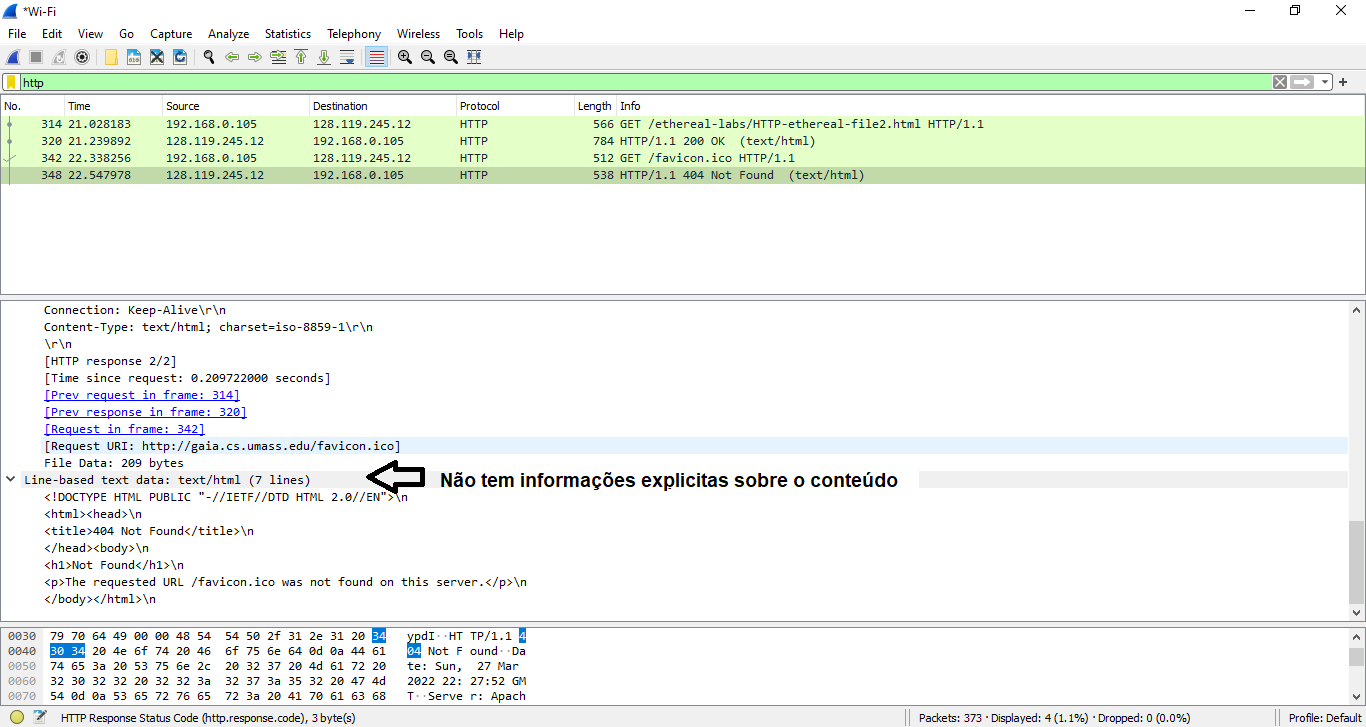 *Wi-Fi
File Edit View Go Capture Analyze Statistics Telephony Wireless Tools Help
http
No. Time Source Destination Protocol Length Info
314 21.028183 192.168.0.105 128.119.245.12 HTTP 566 GET /ethereal-labs/HTTP-ethereal-file2.html HTTP/1.1
320 21.239892 128.119.245.12 192.168.0.105 HTTP 784 HTTP/1.1 200 OK (text/html)
342 22.338256 192.168.0.105 128.119.245.12 HTTP 512 GET /favicon.ico HTTP/1.1
348 22.547978 128.119.245.12 192.168.0.105 HTTP 538 HTTP/1.1 404 Not Found (text/html)
Connection: Keep-Alive\r\n
Content-Type: text/html; charset=iso-8859-1\r\n
\r\n
[HTTP response 2/2]
[Time since request: 0.209722000 seconds]
[Prev request in frame: 314]
[Prev response in frame: 320]
[Request in frame: 342]
[Request URI: http://gaia.cs.umass.edu/favicon.ico]
File Data: 209 bytes
Line-based text data: text/html (7 lines) Não tem informações explicitas sobre o conteúdo
<!DOCTYPE HTML PUBLIC "-//IETF//DTD HTML 2.0//EN">\n
<html><head>\n
<title>404 Not Found</title>\n
</head><body>\n
<h1>Not Found</h1>\n
<p>The requested URL /favicon.ico was not found on this server.</p>\n
</body></html>\n
0030 79 70 64 49 00 00 48 54 54 50 2f 31 2e 31 20 34 ypdI··HT TP/1.1 4
0040 30 34 20 4e 6f 74 20 46 6f 75 6e 64 0d 0a 44 61 04 Not F ound··Da
0050 74 65 3a 20 53 75 6e 2c 20 32 37 20 4d 61 72 20 te: Sun, 27 Mar
0060 32 30 32 32 20 32 32 3a 32 37 3a 35 32 20 47 4d 2022 22: 27:52 GM
0070 54 0d 0a 53 65 72 76 65 72 3a 20 41 70 61 63 68 T··Serve r: Apach
HTTP Response Status Code (http.response.code), 3 byte(s) Packets: 373 · Displayed: 4 (1.1%) · Dropped: 0 (0.0%) Profile: Default